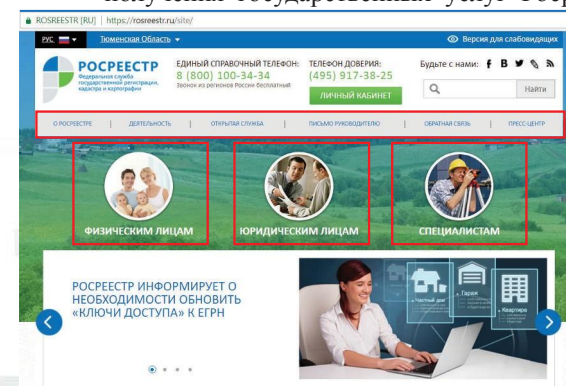 получения государственных услуг Росре
ROSREESTR [RU] | https://rosreestr.ru/site/
РУС Тюменская Область Версия для слабовидящих
РОСРЕЕСТР
Федеральная служба
государственной регистрации,
кадастра и картографии
ЕДИНЫЙ СПРАВОЧНЫЙ ТЕЛЕФОН:
8 (800) 100-34-34
Звонок из регионов России бесплатный
ТЕЛЕФОН ДОВЕРИЯ:
(495) 917-38-25
ЛИЧНЫЙ КАБИНЕТ
Будьте с нами:
Найти
О РОСРЕЕСТРЕ | ДЕЯТЕЛЬНОСТЬ | ОТКРЫТАЯ СЛУЖБА | ПИСЬМО РУКОВОДИТЕЛЮ | ОБРАТНАЯ СВЯЗЬ | ПРЕСС-ЦЕНТР
ФИЗИЧЕСКИМ ЛИЦАМ
ЮРИДИЧЕСКИМ ЛИЦАМ
СПЕЦИАЛИСТАМ
РОСРЕЕСТР ИНФОРМИРУЕТ О
НЕОБХОДИМОСТИ ОБНОВИТЬ
«КЛЮЧИ ДОСТУПА» К ЕГРН
Частный дом
Гараж
Квартира